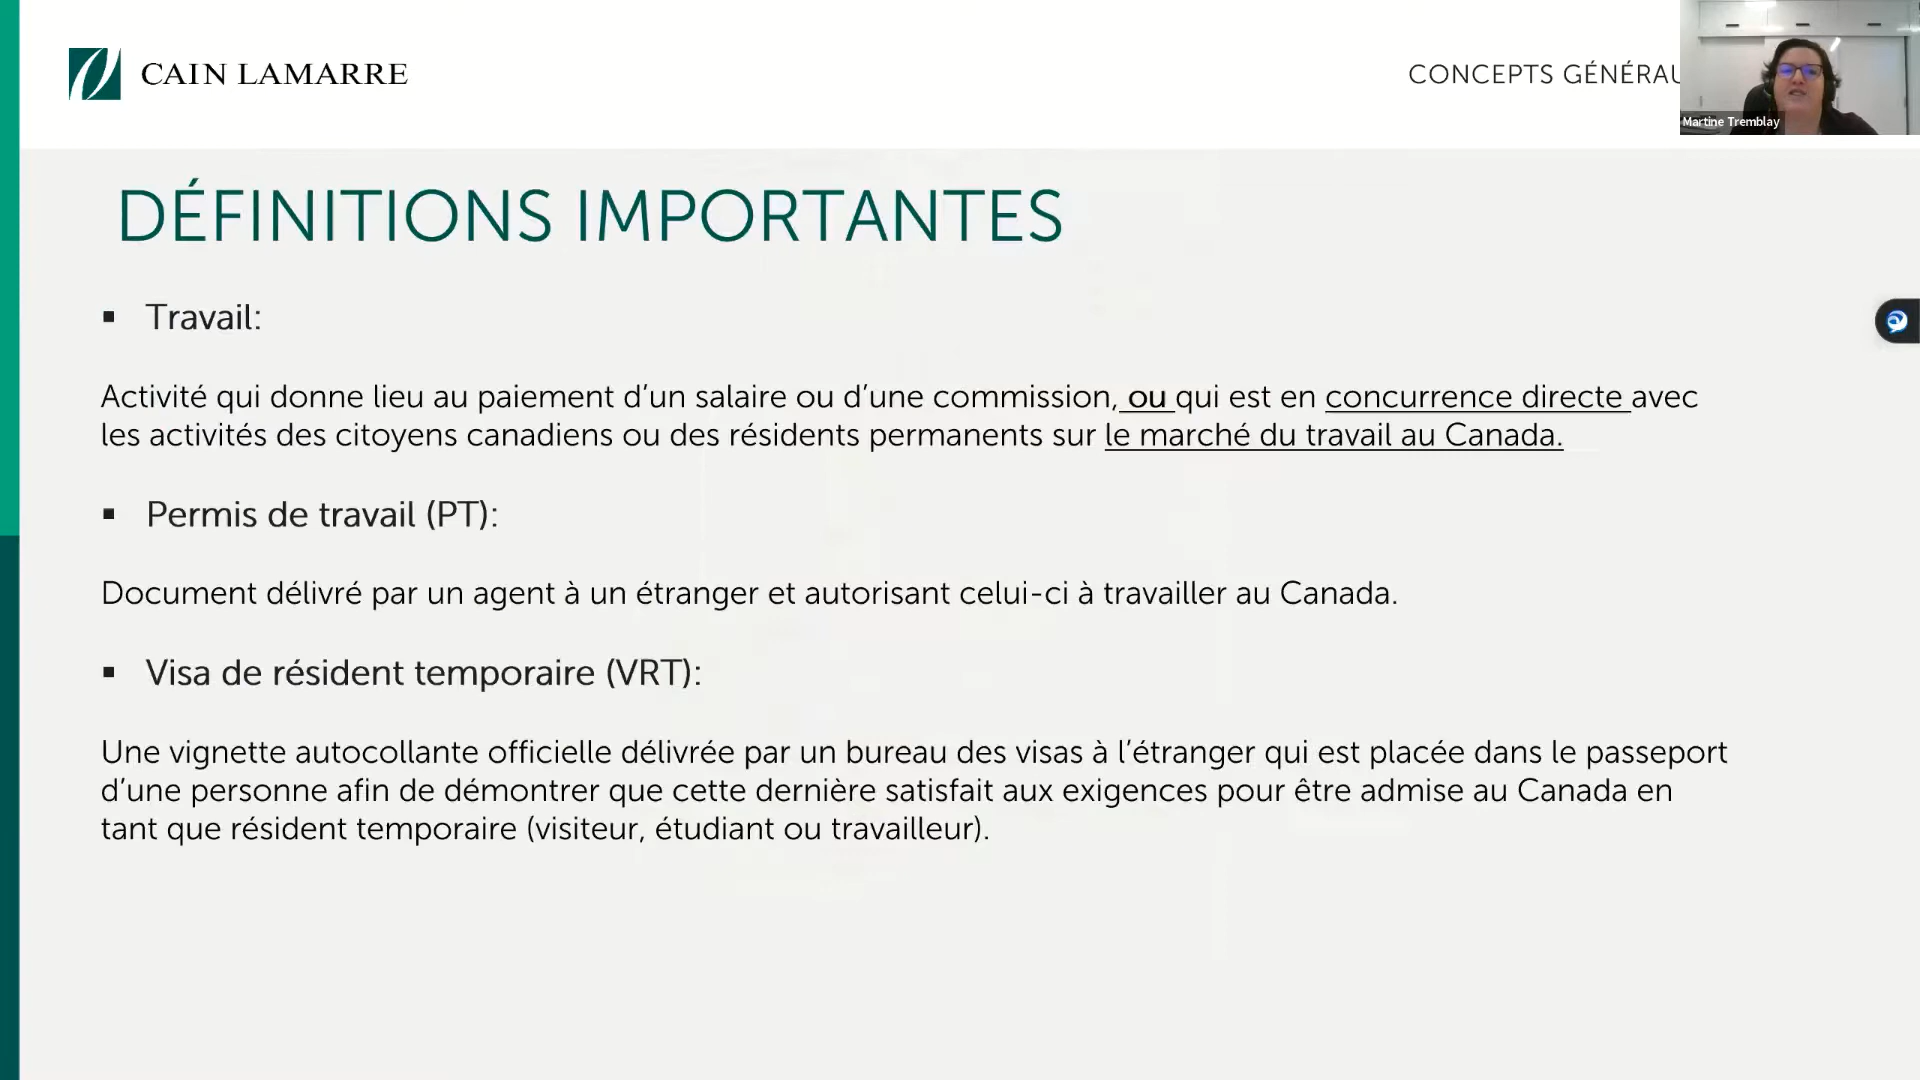 CAIN LAMARRE
CONCEPTS GÉNÉRAU
Martine Tremblay
DÉFINITIONS IMPORTANTES
▪ Travail:
Activité qui donne lieu au paiement d’un salaire ou d’une commission, ou qui est en concurrence directe avec
les activités des citoyens canadiens ou des résidents permanents sur le marché du travail au Canada.
▪ Permis de travail (PT):
Document délivré par un agent à un étranger et autorisant celui-ci à travailler au Canada.
▪ Visa de résident temporaire (VRT):
Une vignette autocollante officielle délivrée par un bureau des visas à l’étranger qui est placée dans le passeport
d’une personne afin de démontrer que cette dernière satisfait aux exigences pour être admise au Canada en
tant que résident temporaire (visiteur, étudiant ou travailleur).